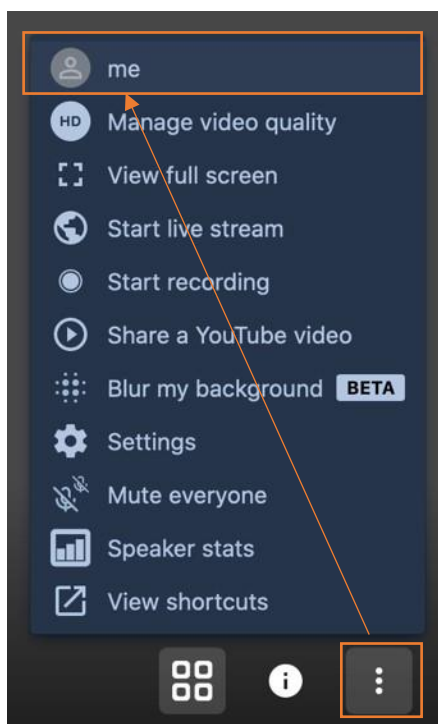 me
HD Manage video quality
View full screen
Start live stream
Start recording
Share a YouTube video
Blur my background BETA
Settings
Mute everyone
Speaker stats
View shortcuts
i